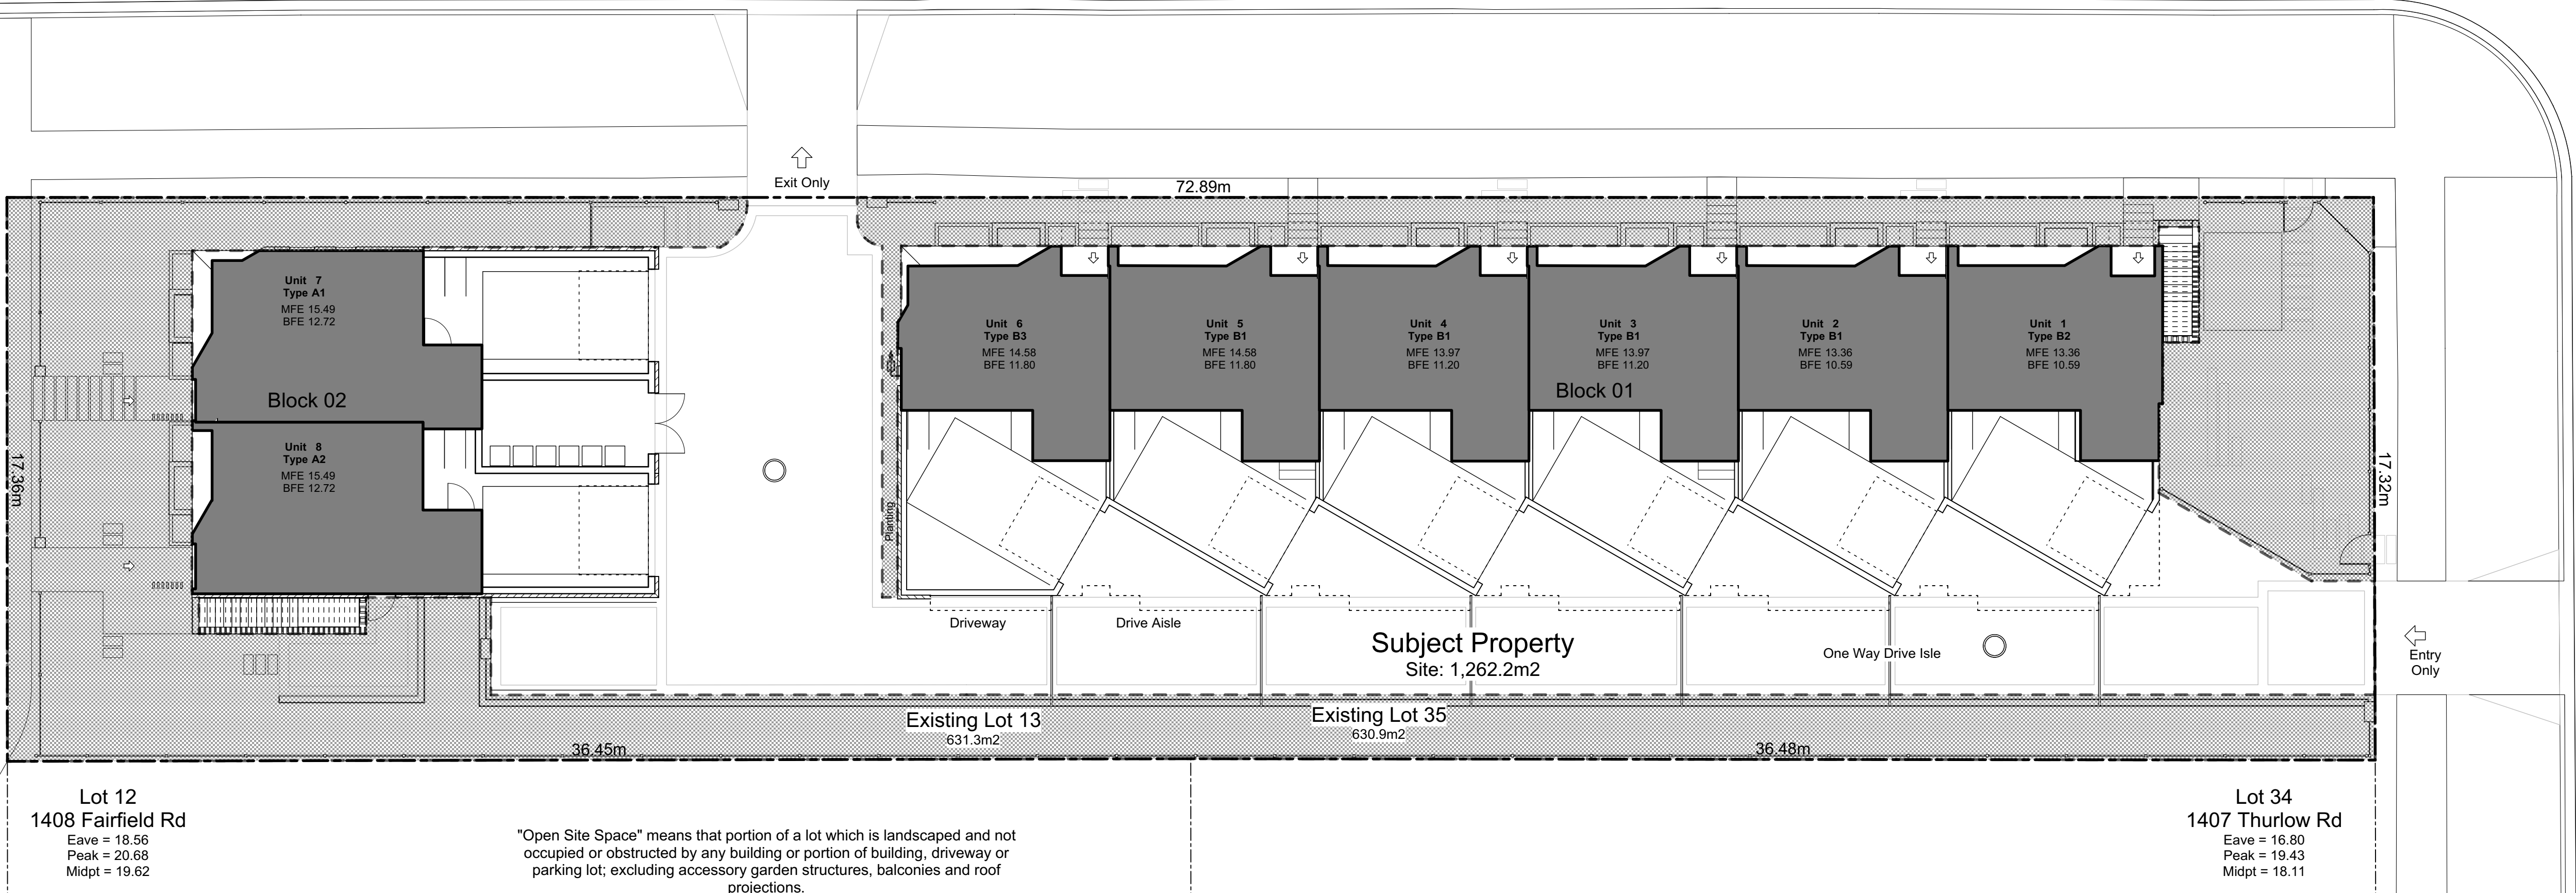 Exit Only
72.89m
Unit 7
Type A1
MFE 15.49
BFE 12.72
Block 02
Unit 8
Type A2
MFE 15.49
BFE 12.72
17.36m
Planting
Unit 6
Type B3
MFE 14.58
BFE 11.80
Unit 5
Type B1
MFE 14.58
BFE 11.80
Unit 4
Type B1
MFE 13.97
BFE 11.20
Unit 3
Type B1
MFE 13.97
BFE 11.20
Block 01
Unit 2
Type B1
MFE 13.36
BFE 10.59
Unit 1
Type B2
MFE 13.36
BFE 10.59
17.32m
Driveway
Drive Aisle
Subject Property
Site: 1,262.2m2
One Way Drive Isle
Entry
Only
Existing Lot 13
631.3m2
Existing Lot 35
630.9m2
36.45m
36.48m
Lot 12
1408 Fairfield Rd
Eave = 18.56
Peak = 20.68
Midpt = 19.62
"Open Site Space" means that portion of a lot which is landscaped and not
occupied or obstructed by any building or portion of building, driveway or
parking lot; excluding accessory garden structures, balconies and roof
projections.
Lot 34
1407 Thurlow Rd
Eave = 16.80
Peak = 19.43
Midpt = 18.11